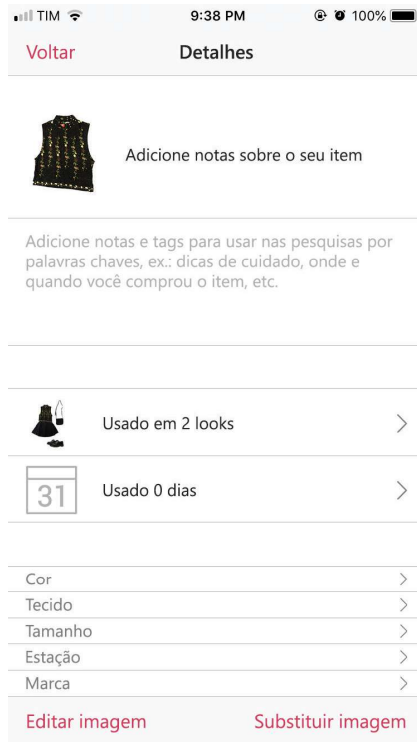 TIM 9:38 PM 100%
Voltar Detalhes
Adicione notas sobre o seu item
Adicione notas e tags para usar nas pesquisas por
palavras chaves, ex.: dicas de cuidado, onde e
quando você comprou o item, etc.
Usado em 2 looks
31 Usado 0 dias
Cor
Tecido
Tamanho
Estação
Marca
Editar imagem Substituir imagem